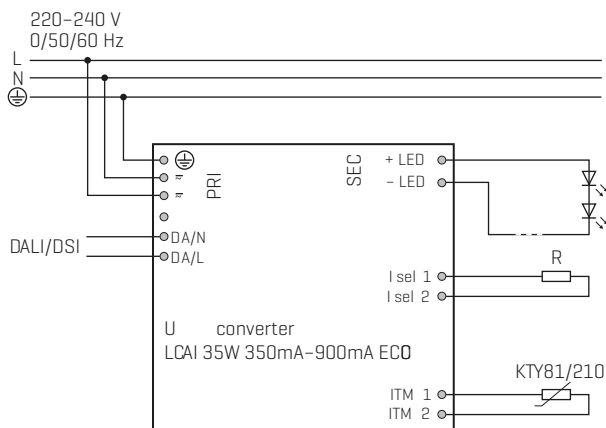 220–240 V
0/50/60 Hz
L
N
PRI
SEC
+ LED
– LED
DALI/DSI
DA/N
DA/L
I sel 1
I sel 2
R
U converter
LCAI 35W 350mA–900mA ECO
KTY81/210
ITM 1
ITM 2